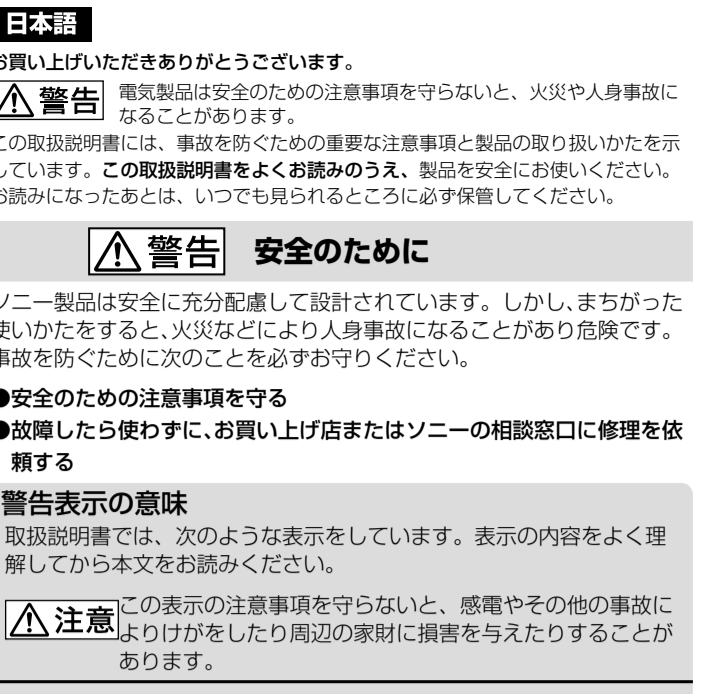 日本語
お買い上げいただきありがとうございます。
警告 電気製品は安全のための注意事項を守らないと、火災や人身事故に
なることがあります。
この取扱説明書には、事故を防ぐための重要な注意事項と製品の取り扱いかたを示
しています。この取扱説明書をよくお読みのうえ、製品を安全にお使いください。
お読みになったあとは、いつでも見られるところに必ず保管してください。
警告 安全のために
ソニー製品は安全に充分配慮して設計されています。しかし、まちがった
使いかたをすると、火災などにより人身事故になることがあり危険です。
事故を防ぐために次のことを必ずお守りください。
●安全のための注意事項を守る
●故障したら使わずに、お買い上げ店またはソニーの相談窓口に修理を依
頼する
警告表示の意味
取扱説明書では、次のような表示をしています。表示の内容をよく理
解してから本文をお読みください。
注意 この表示の注意事項を守らないと、感電やその他の事故に
よりけがをしたり周辺の家財に損害を与えたりすることが
あります。